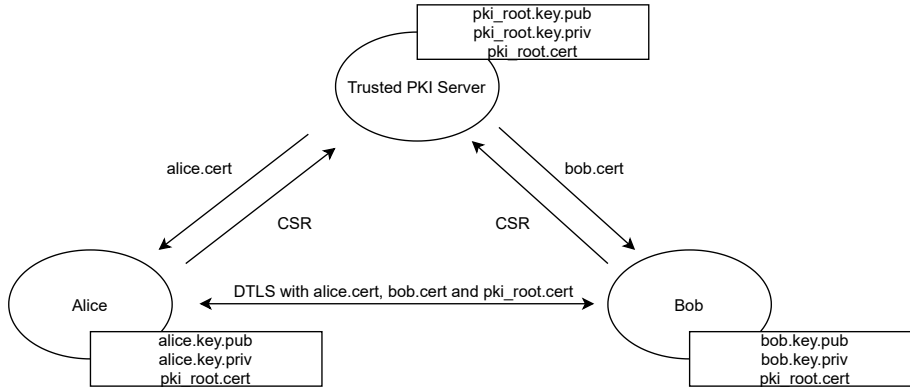 pki_root.key.pub
pki_root.key.priv
pki_root.cert
Trusted PKI Server
alice.cert
bob.cert
CSR
CSR
DTLS with alice.cert, bob.cert and pki_root.cert
Alice
Bob
alice.key.pub
alice.key.priv
pki_root.cert
bob.key.pub
bob.key.priv
pki_root.cert